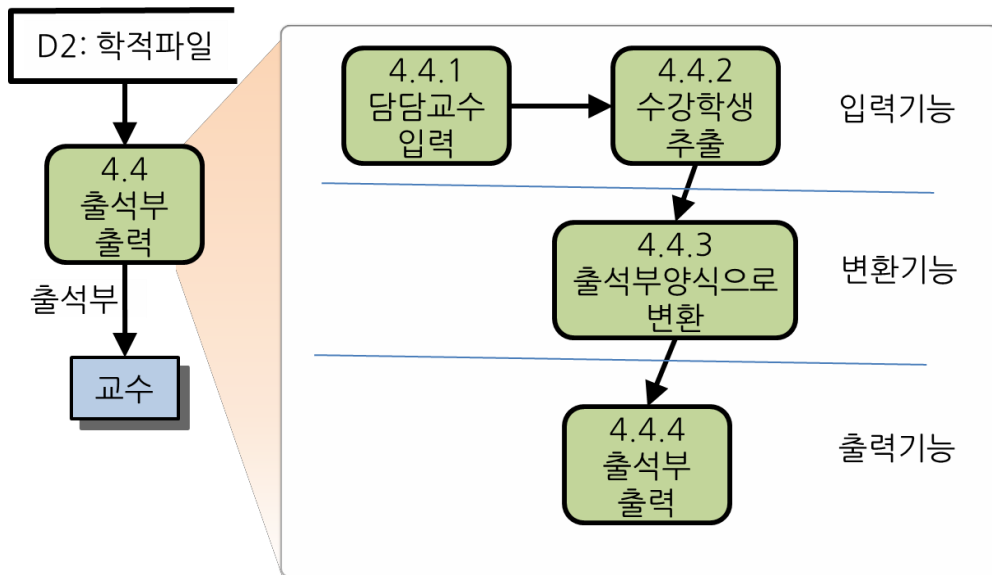 D2: 학적파일
4.4
출석부
출력
출석부
교수
4.4.1
담담교수
입력
4.4.2
수강학생
추출
입력기능
4.4.3
출석부양식으로
변환
변환기능
4.4.4
출석부
출력
출력기능